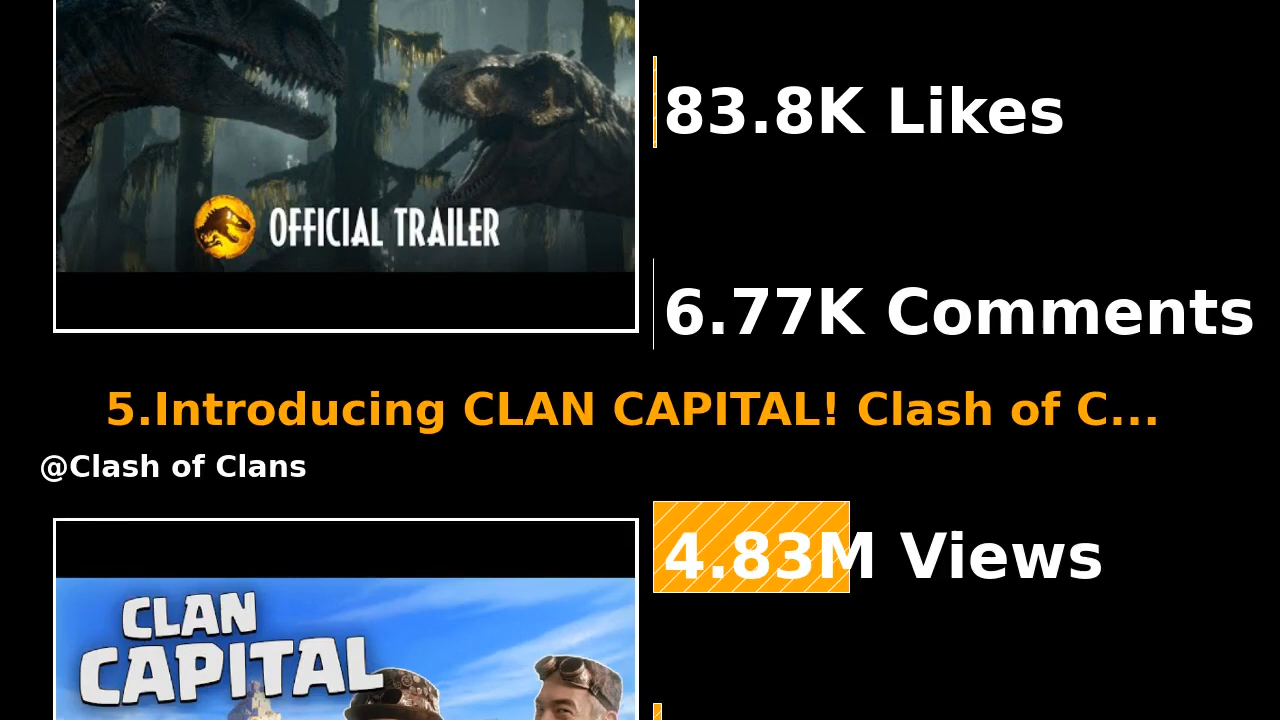 OFFICIAL TRAILER
83.8K Likes
6.77K Comments
5.Introducing CLAN CAPITAL! Clash of C...
@Clash of Clans
4.83M Views
CLAN
CAPITAL